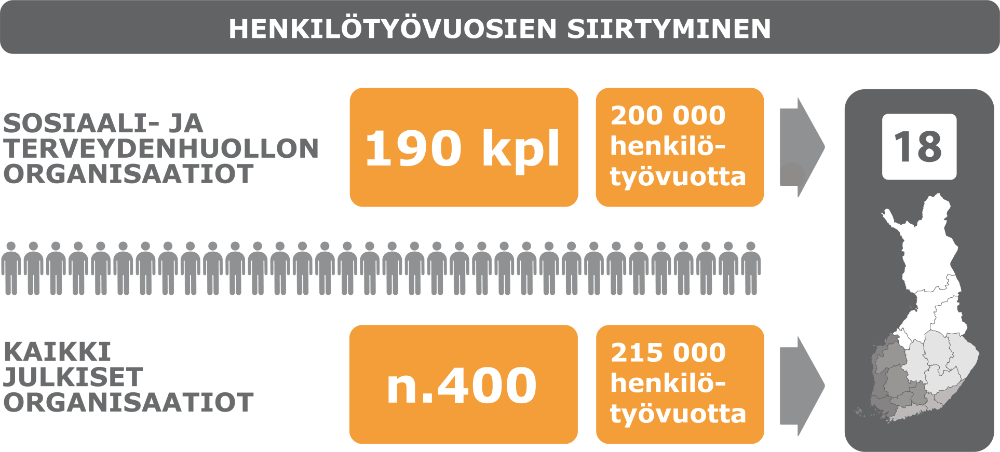 HENKILÖTYÖVUOSIEN SIIRTYMINEN
SOSIAALI- JA
TERVEYDENHUOLLON
ORGANISAATIOT
190 kpl
200 000
henkilö-
työvuotta
18
KAIKKI
JULKISET
ORGANISAATIOT
n.400
215 000
henkilö-
työvuotta